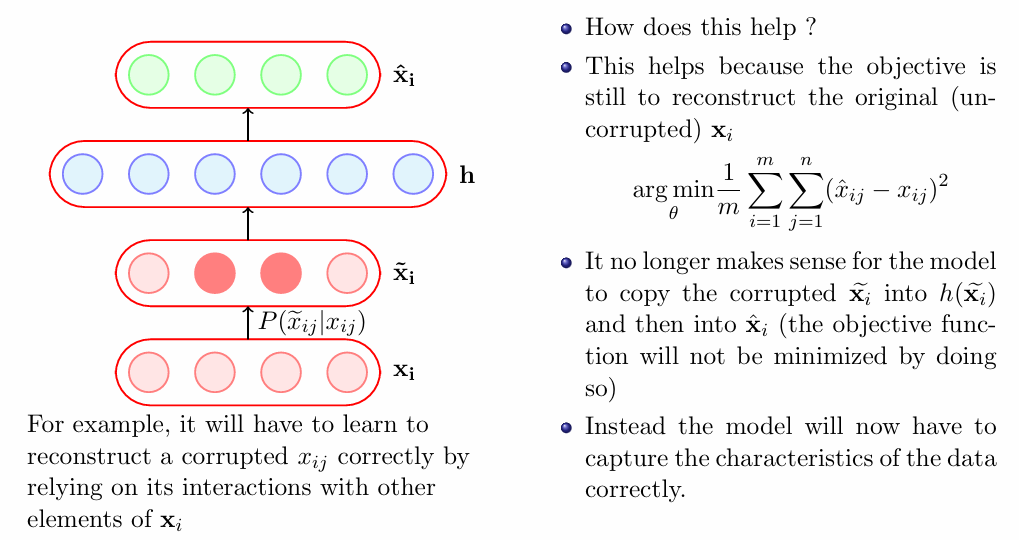 x̂ᵢ
h
x̃ᵢ
P(x̃ᵢⱼ|xᵢⱼ)
xᵢ
For example, it will have to learn to
reconstruct a corrupted xᵢⱼ correctly by
relying on its interactions with other
elements of xᵢ
How does this help ?
This helps because the objective is
still to reconstruct the original (un-
corrupted) xᵢ
arg min_θ 1/m ∑_{i=1}^{m} ∑_{j=1}^{n} (x̂ᵢⱼ − xᵢⱼ)²
It no longer makes sense for the model
to copy the corrupted x̃ᵢ into h(x̃ᵢ)
and then into x̂ᵢ (the objective func-
tion will not be minimized by doing
so)
Instead the model will now have to
capture the characteristics of the data
correctly.